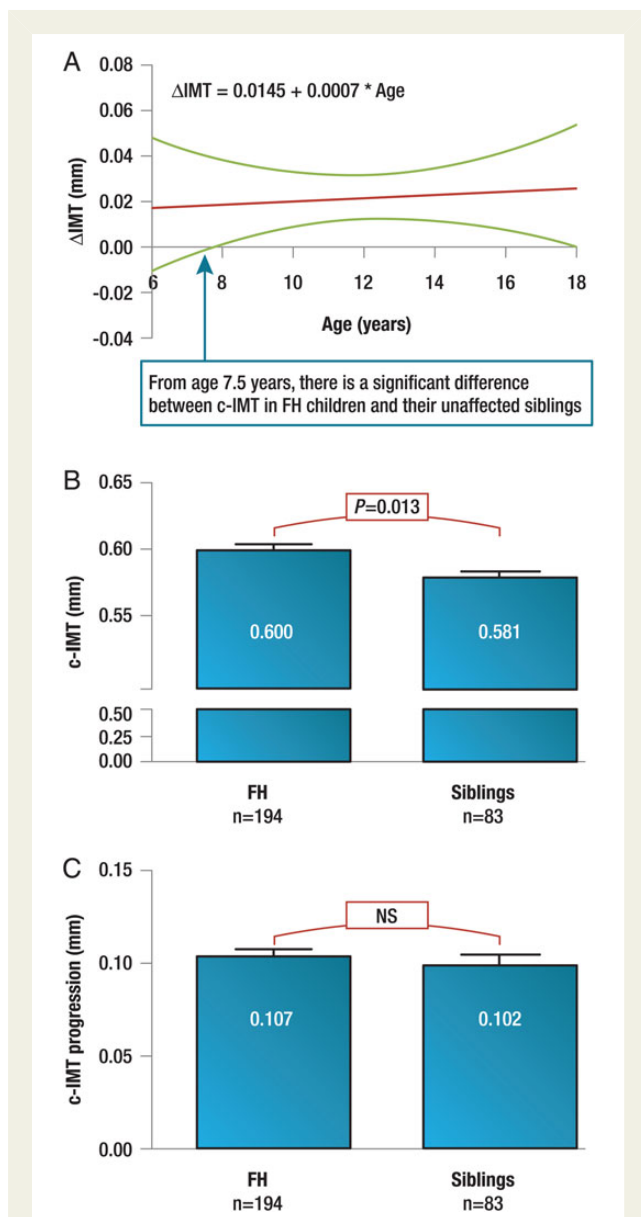 A
0.08
0.06
0.04
0.02
0.00
-0.02
-0.04
ΔIMT (mm)
ΔIMT = 0.0145 + 0.0007 * Age
6
8
10
12
14
16
18
Age (years)
From age 7.5 years, there is a significant difference
between c-IMT in FH children and their unaffected siblings
B
0.65
0.60
0.55
0.50
0.25
0.00
c-IMT (mm)
P=0.013
0.600
0.581
FH
n=194
Siblings
n=83
C
0.15
0.10
0.05
0.00
c-IMT progression (mm)
NS
0.107
0.102
FH
n=194
Siblings
n=83